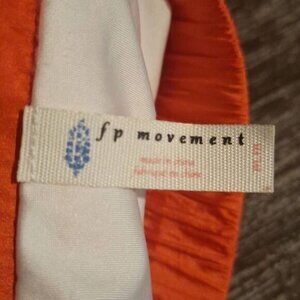 fp movement
made in china
fabriqué en chine